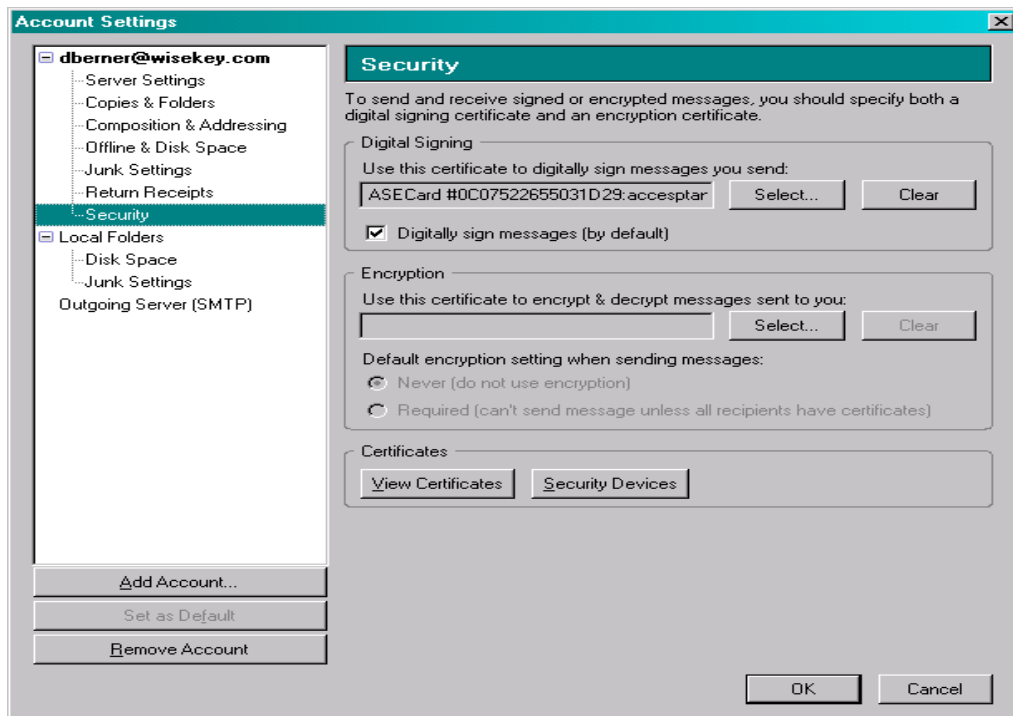 Account Settings
dberner@wisekey.com
Server Settings
Copies & Folders
Composition & Addressing
Offline & Disk Space
Junk Settings
Return Receipts
Security
Local Folders
Disk Space
Junk Settings
Outgoing Server (SMTP)
Add Account...
Set as Default
Remove Account
Security
To send and receive signed or encrypted messages, you should specify both a
digital signing certificate and an encryption certificate.
Digital Signing
Use this certificate to digitally sign messages you send:
ASECard #0C07522655031D29:accesptar
Select...
Clear
Digitally sign messages (by default)
Encryption
Use this certificate to encrypt & decrypt messages sent to you:
Select...
Clear
Default encryption setting when sending messages:
Never (do not use encryption)
Required (can't send message unless all recipients have certificates)
Certificates
View Certificates
Security Devices
OK
Cancel